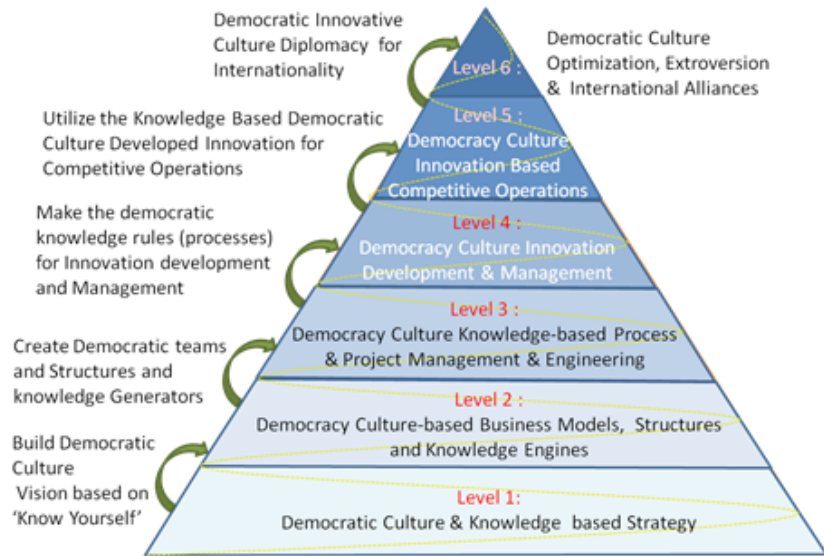 Democratic Innovative
Culture Diplomacy for
Internationality
Level 6 :
Democratic Culture
Optimization, Extroversion
& International Alliances
Utilize the Knowledge Based Democratic
Culture Developed Innovation for
Competitive Operations
Level 5 :
Democracy Culture
Innovation Based
Competitive Operations
Make the democratic
knowledge rules (processes)
for Innovation development
and Management
Level 4 :
Democracy Culture Innovation
Development & Management
Level 3 :
Democracy Culture Knowledge-based Process
& Project Management & Engineering
Create Democratic teams
and Structures and
knowledge Generators
Level 2 :
Democracy Culture-based Business Models, Structures
and Knowledge Engines
Build Democratic
Culture
Vision based on
‘Know Yourself’
Level 1:
Democratic Culture & Knowledge based Strategy